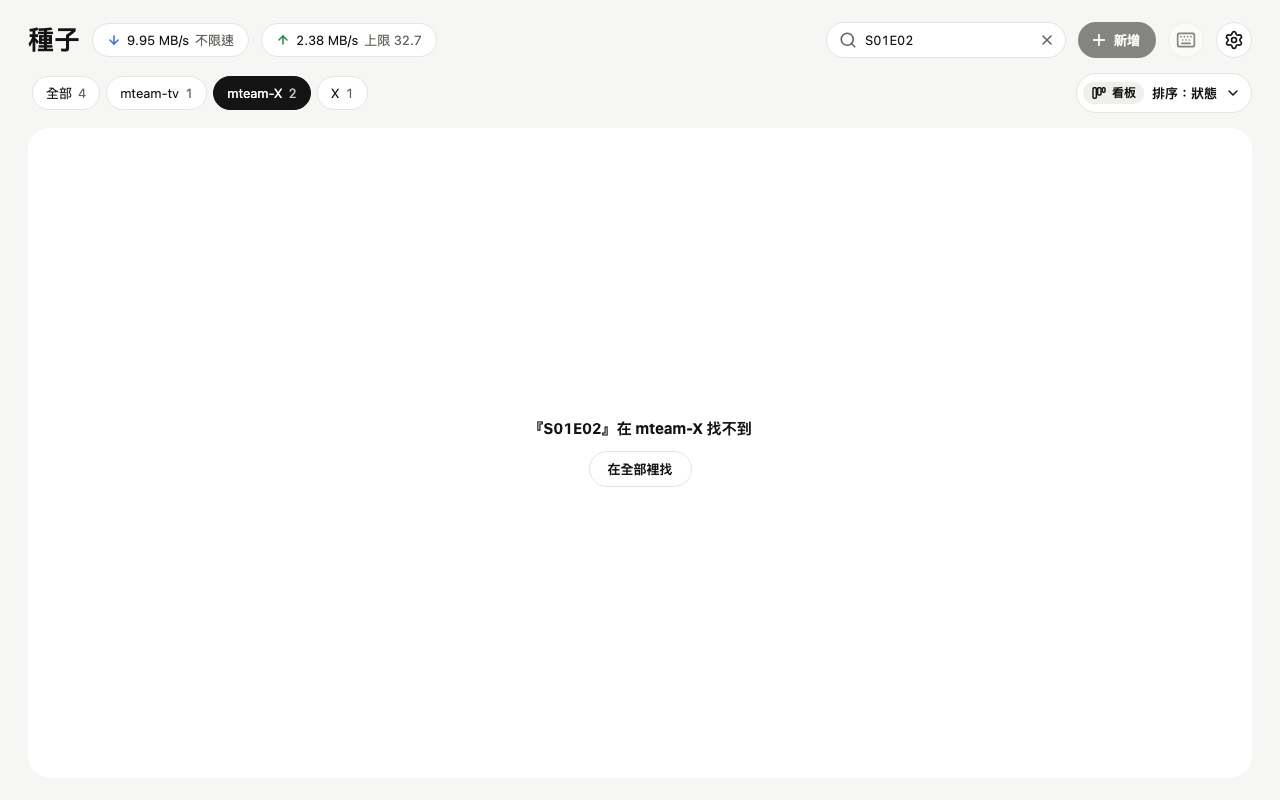 種子
9.95 MB/s 不限速
2.38 MB/s 上限 32.7
S01E02
新增
全部 4
mteam-tv 1
mteam-X 2
X 1
看板
排序：狀態
『S01E02』在 mteam-X 找不到
在全部裡找